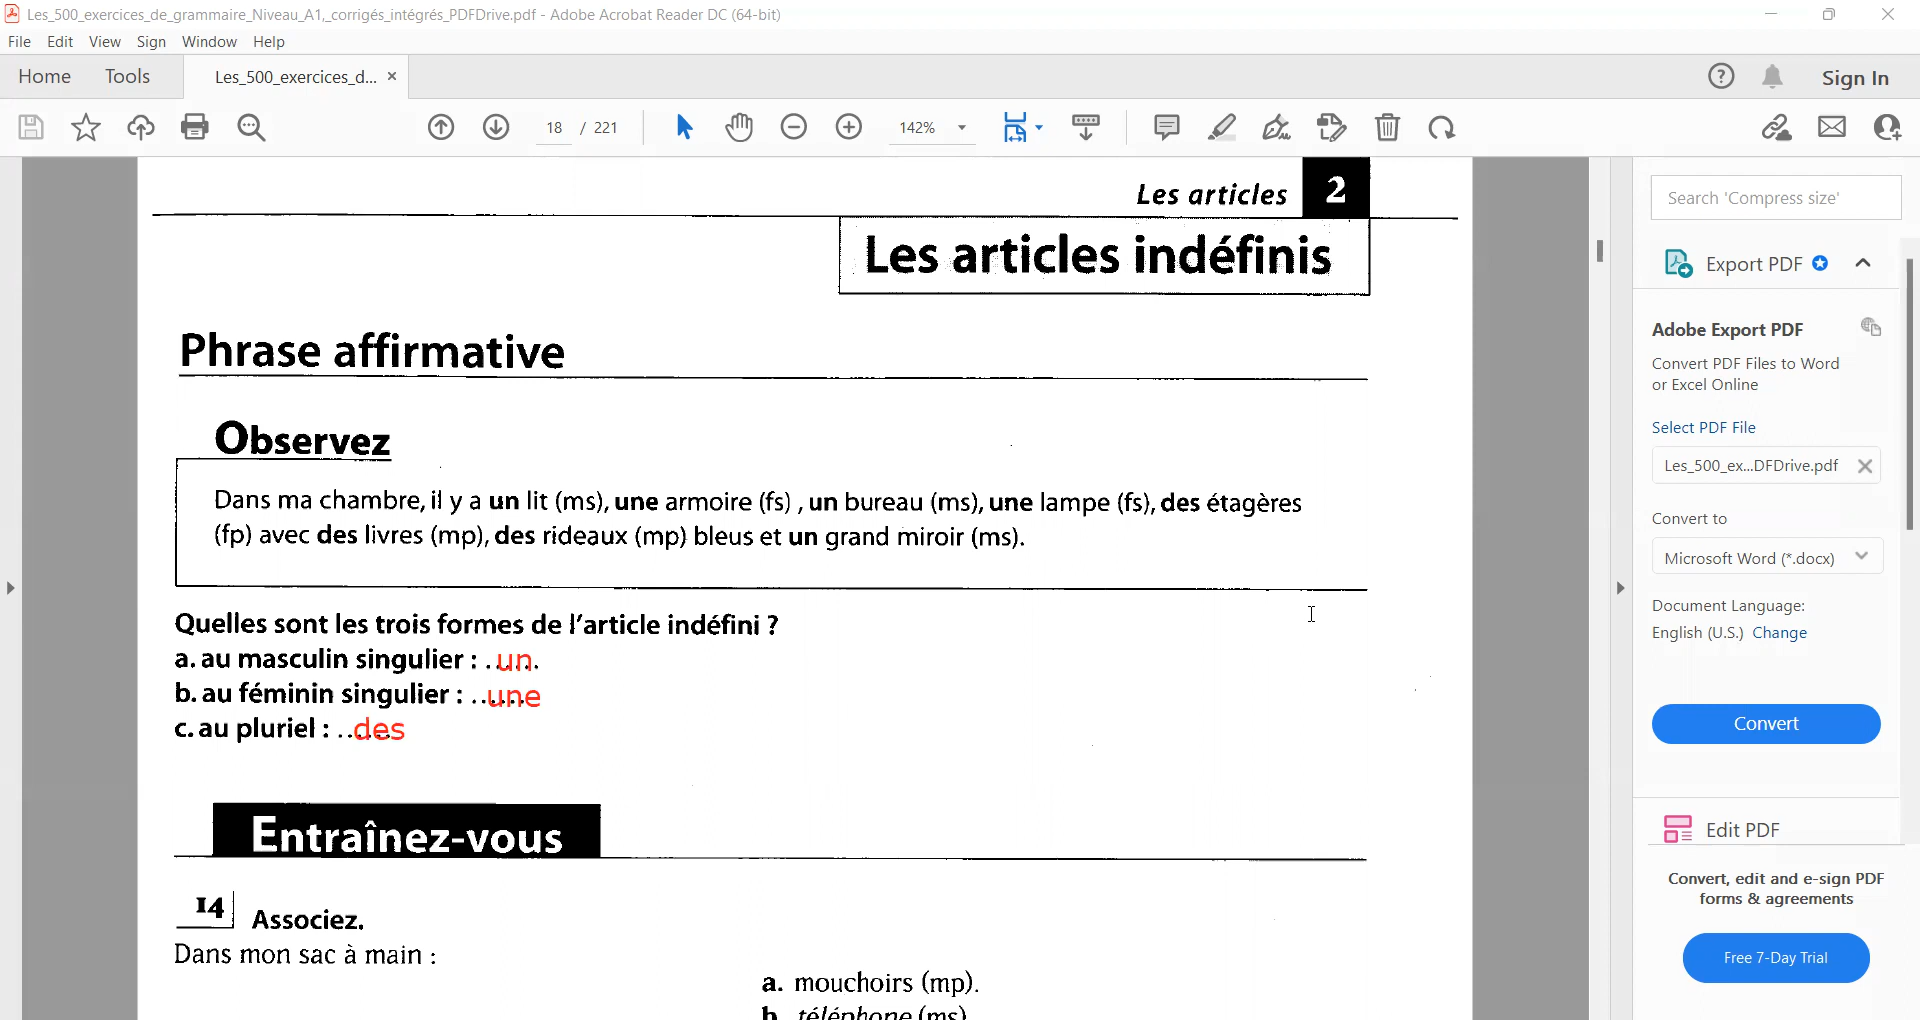 Les_500_exercices_de_grammaire_Niveau_A1,_corrigés_intégrés_PDFDrive.pdf - Adobe Acrobat Reader DC (64-bit)
File Edit View Sign Window Help
Home Tools Les_500_exercices_d... × Sign In
18 / 221 142%
Les articles 2
Les articles indéfinis
Phrase affirmative
Observez
Dans ma chambre, il y a un lit (ms), une armoire (fs) , un bureau (ms), une lampe (fs), des étagères
(fp) avec des livres (mp), des rideaux (mp) bleus et un grand miroir (ms).
Quelles sont les trois formes de l'article indéfini ?
a. au masculin singulier : . un.
b. au féminin singulier : .. une
c. au pluriel : .. des
Entraînez-vous
14 Associez.
Dans mon sac à main :
a. mouchoirs (mp).
b. téléphone (ms)
Search 'Compress size'
Export PDF
Adobe Export PDF
Convert PDF Files to Word
or Excel Online
Select PDF File
Les_500_ex...DFDrive.pdf
Convert to
Microsoft Word (*.docx)
Document Language:
English (U.S.) Change
Convert
Edit PDF
Convert, edit and e-sign PDF
forms & agreements
Free 7-Day Trial